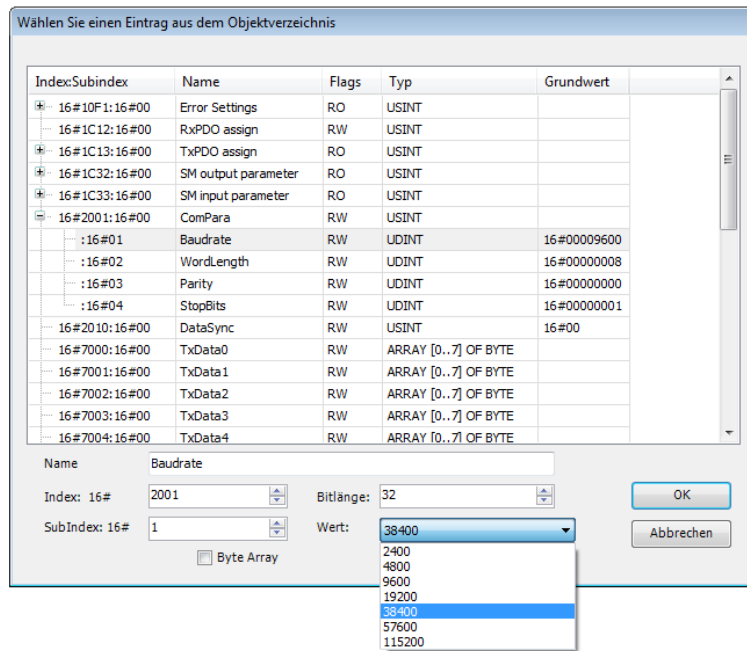 Wählen Sie einen Eintrag aus dem Objektverzeichnis
Index:Subindex Name Flags Typ Grundwert
16#10F1:16#00 Error Settings RO USINT
16#1C12:16#00 RxPDO assign RW USINT
16#1C13:16#00 TxPDO assign RO USINT
16#1C32:16#00 SM output parameter RO USINT
16#1C33:16#00 SM input parameter RO USINT
16#2001:16#00 ComPara RW USINT
:16#01 Baudrate RW UDINT 16#00009600
:16#02 WordLength RW UDINT 16#00000008
:16#03 Parity RW UDINT 16#00000000
:16#04 StopBits RW UDINT 16#00000001
16#2010:16#00 DataSync RW USINT 16#00
16#7000:16#00 TxData0 RW ARRAY [0..7] OF BYTE
16#7001:16#00 TxData1 RW ARRAY [0..7] OF BYTE
16#7002:16#00 TxData2 RW ARRAY [0..7] OF BYTE
16#7003:16#00 TxData3 RW ARRAY [0..7] OF BYTE
16#7004:16#00 TxData4 RW ARRAY [0..7] OF BYTE
Name Baudrate
Index: 16# 2001 Bitlänge: 32 OK
SubIndex: 16# 1 Wert: 38400 Abbrechen
Byte Array
2400
4800
9600
19200
38400
57600
115200